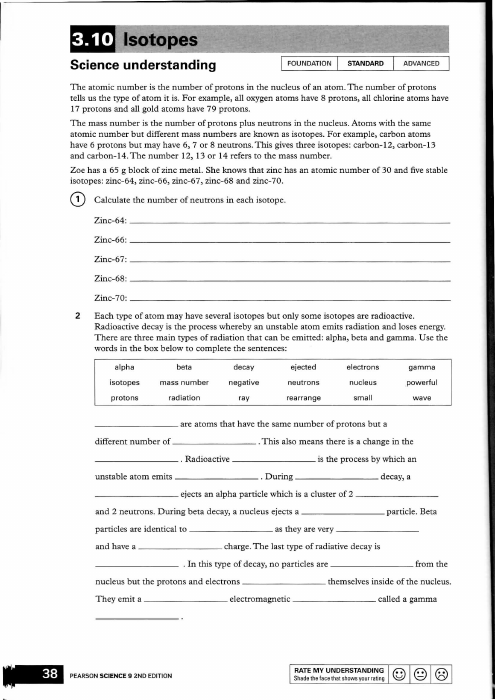 3.10 Isotopes
Science understanding
FOUNDATION STANDARD ADVANCED
The atomic number is the number of protons in the nucleus of an atom. The number of protons
tells us the type of atom it is. For example, all oxygen atoms have 8 protons, all chlorine atoms have
17 protons and all gold atoms have 79 protons.
The mass number is the number of protons plus neutrons in the nucleus. Atoms with the same
atomic number but different mass numbers are known as isotopes. For example, carbon atoms
have 6 protons but may have 6, 7 or 8 neutrons. This gives three isotopes: carbon-12, carbon-13
and carbon-14. The number 12, 13 or 14 refers to the mass number.
Zoe has a 65 g block of zinc metal. She knows that zinc has an atomic number of 30 and five stable
isotopes: zinc-64, zinc-66, zinc-67, zinc-68 and zinc-70.
1 Calculate the number of neutrons in each isotope.
Zinc-64:
Zinc-66:
Zinc-67:
Zinc-68:
Zinc-70:
2 Each type of atom may have several isotopes but only some isotopes are radioactive.
Radioactive decay is the process whereby an unstable atom emits radiation and loses energy.
There are three main types of radiation that can be emitted: alpha, beta and gamma. Use the
words in the box below to complete the sentences:
alpha beta decay ejected electrons gamma
isotopes mass number negative neutrons nucleus powerful
protons radiation ray rearrange small wave
____________ are atoms that have the same number of protons but a
different number of ____________ . This also means there is a change in the
____________ . Radioactive ____________ is the process by which an
unstable atom emits ____________ . During ____________ decay, a
____________ ejects an alpha particle which is a cluster of 2 ____________
and 2 neutrons. During beta decay, a nucleus ejects a ____________ particle. Beta
particles are identical to ____________ as they are very ____________
and have a ____________ charge. The last type of radiative decay is
____________ . In this type of decay, no particles are ____________ from the
nucleus but the protons and electrons ____________ themselves inside of the nucleus.
They emit a ____________ electromagnetic ____________ called a gamma
____________ .
38 PEARSON SCIENCE 9 2ND EDITION
RATE MY UNDERSTANDING
Shade the face that shows your rating